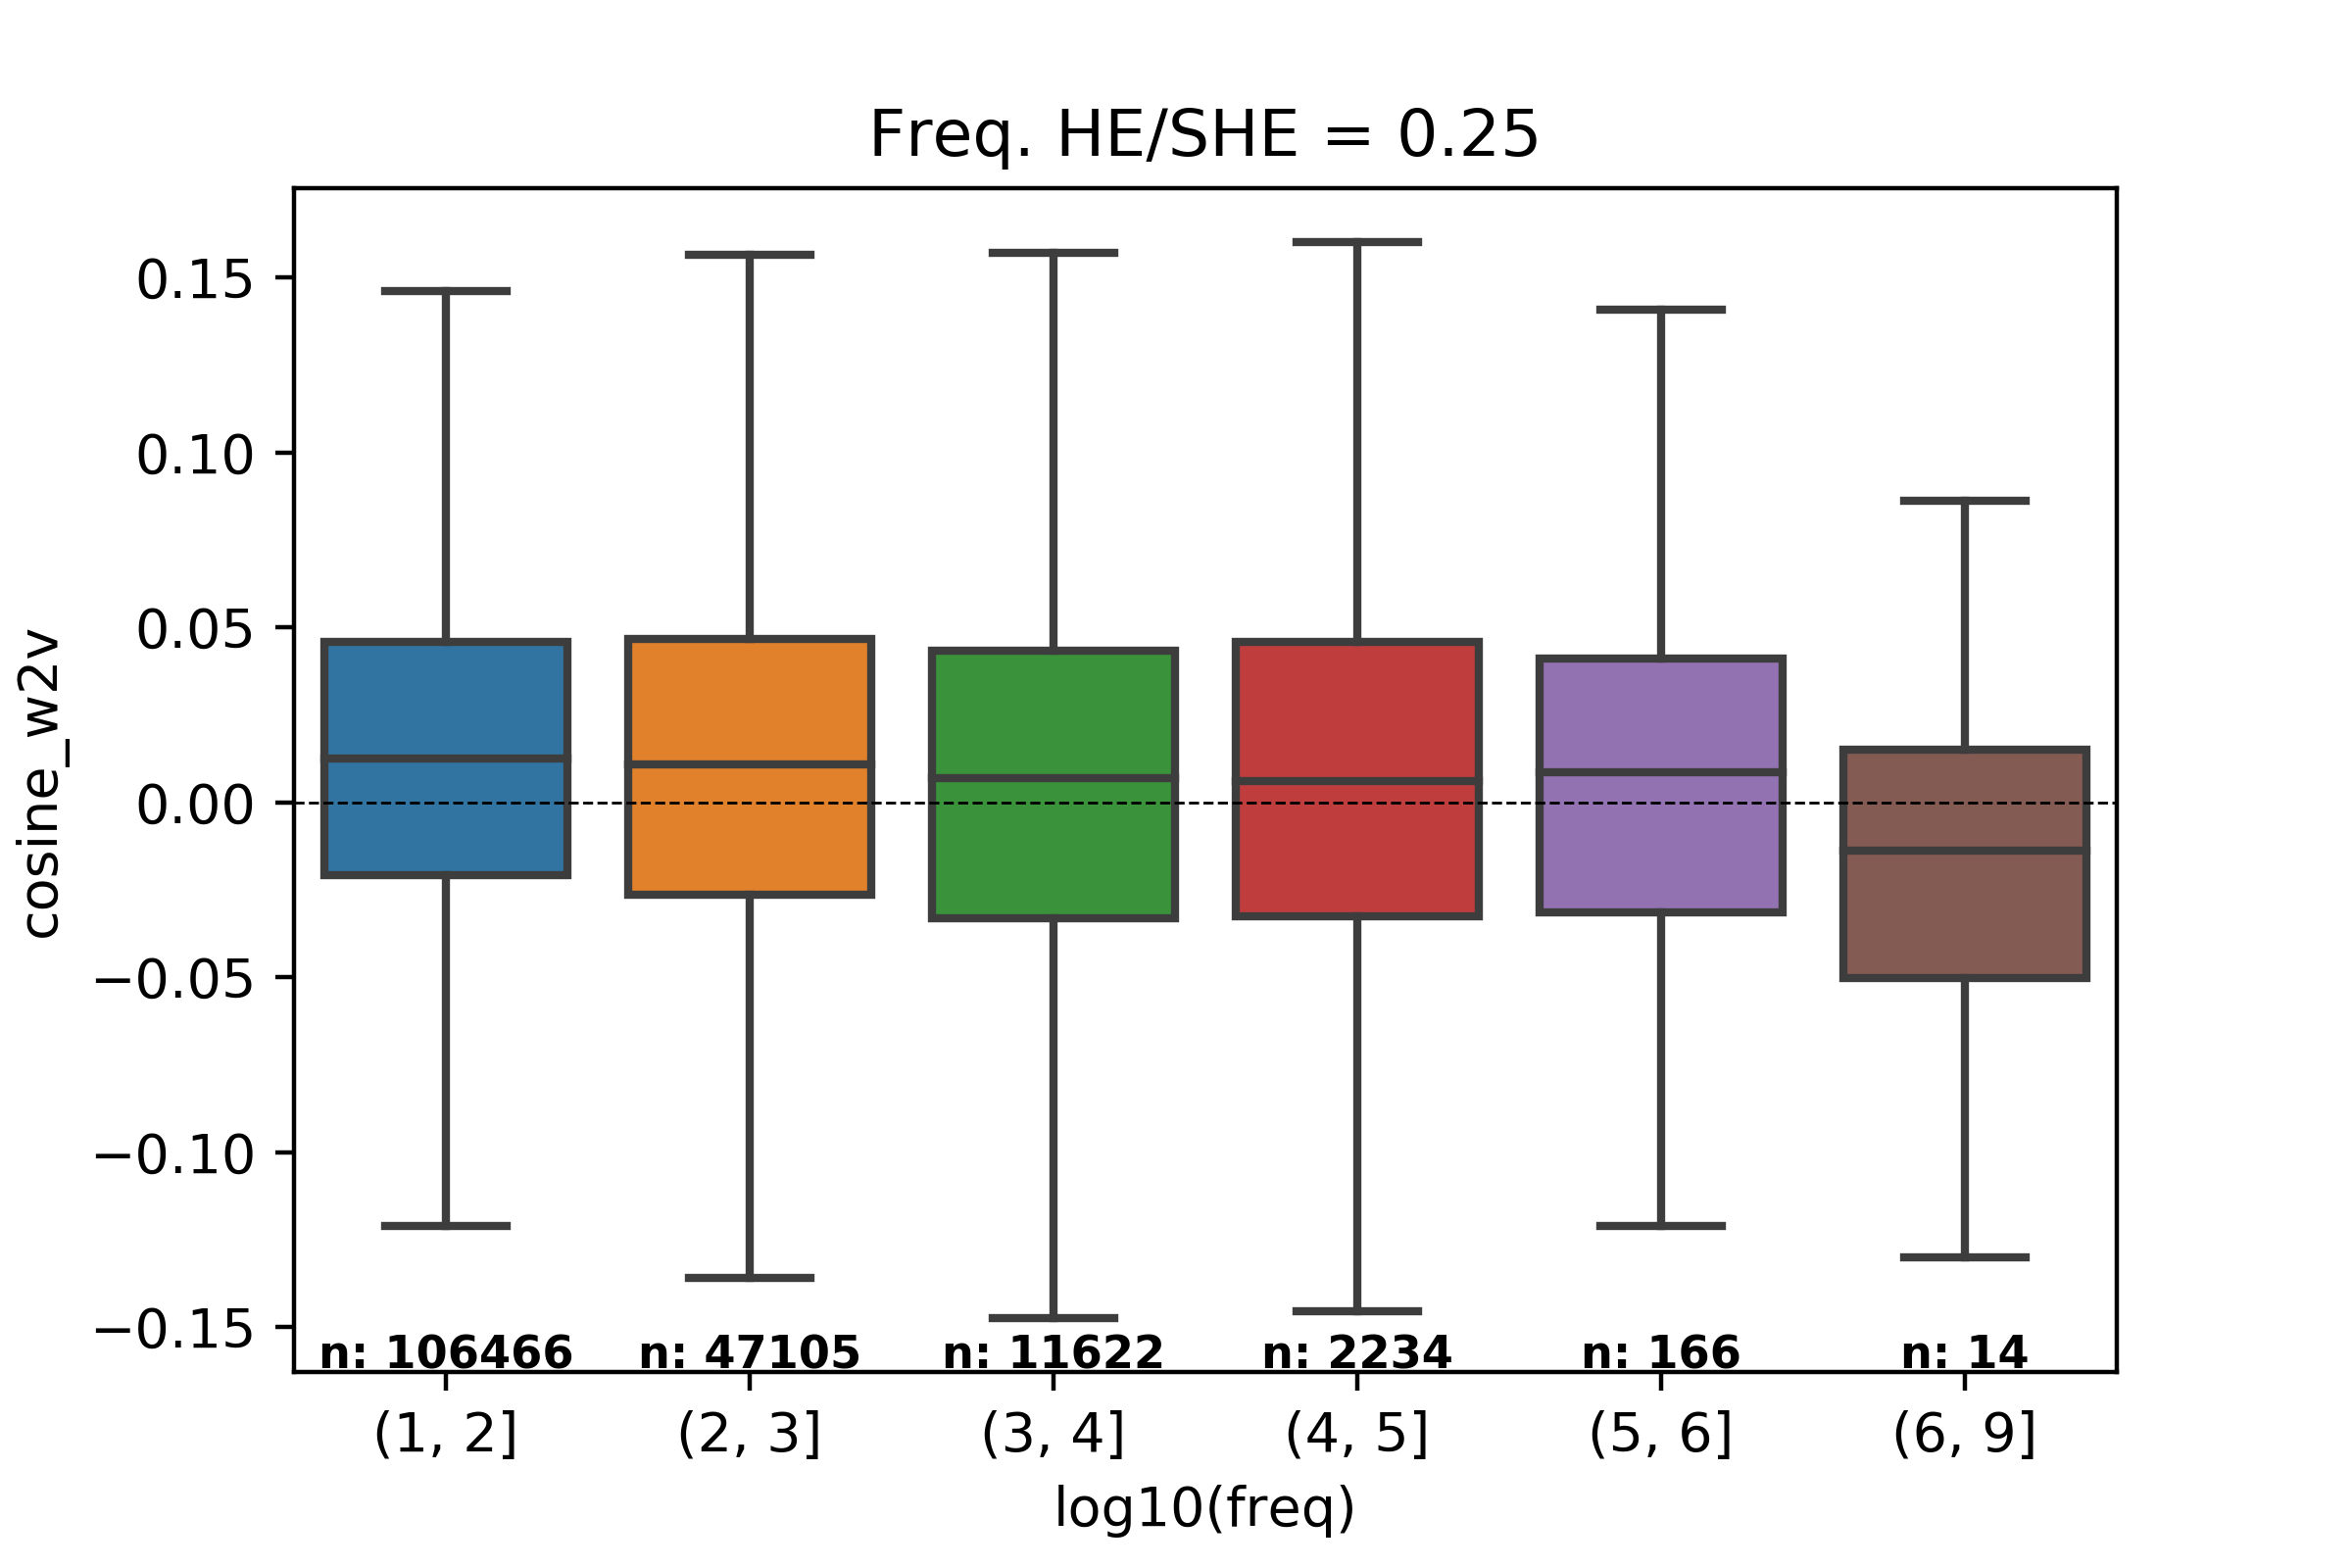 Freq. HE/SHE = 0.25
cosine_w2v
0.15
0.10
0.05
0.00
−0.05
−0.10
−0.15
n: 106466 n: 47105 n: 11622 n: 2234 n: 166 n: 14
(1, 2] (2, 3] (3, 4] (4, 5] (5, 6] (6, 9]
log10(freq)